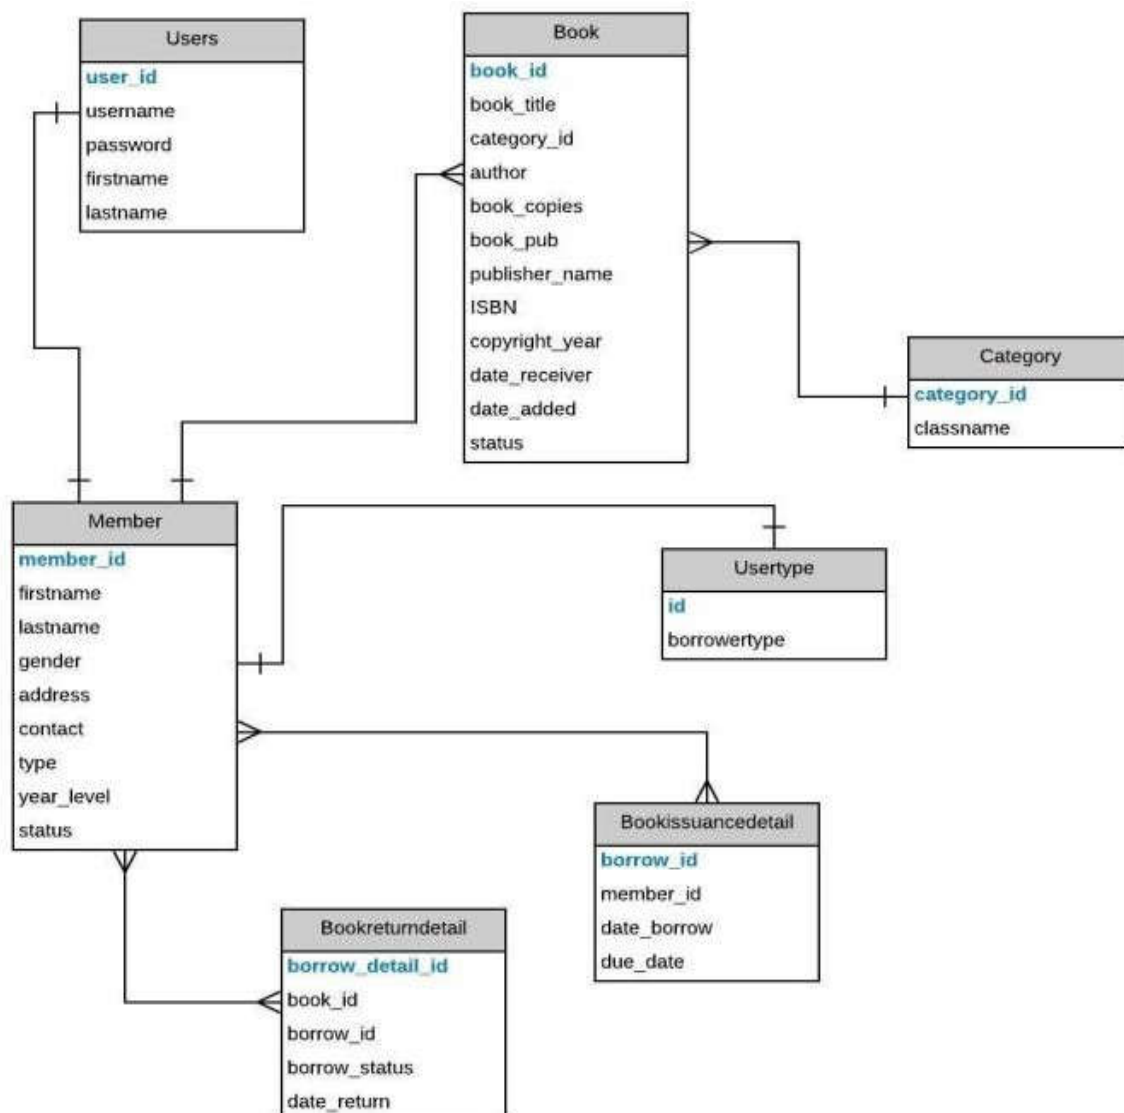 Users
user_id
username
password
firstname
lastname
Book
book_id
book_title
category_id
author
book_copies
book_pub
publisher_name
ISBN
copyright_year
date_receiver
date_added
status
Category
category_id
classname
Member
member_id
firstname
lastname
gender
address
contact
type
year_level
status
Usertype
id
borrowertype
Bookissuancedetail
borrow_id
member_id
date_borrow
due_date
Bookreturndetail
borrow_detail_id
book_id
borrow_id
borrow_status
date_return